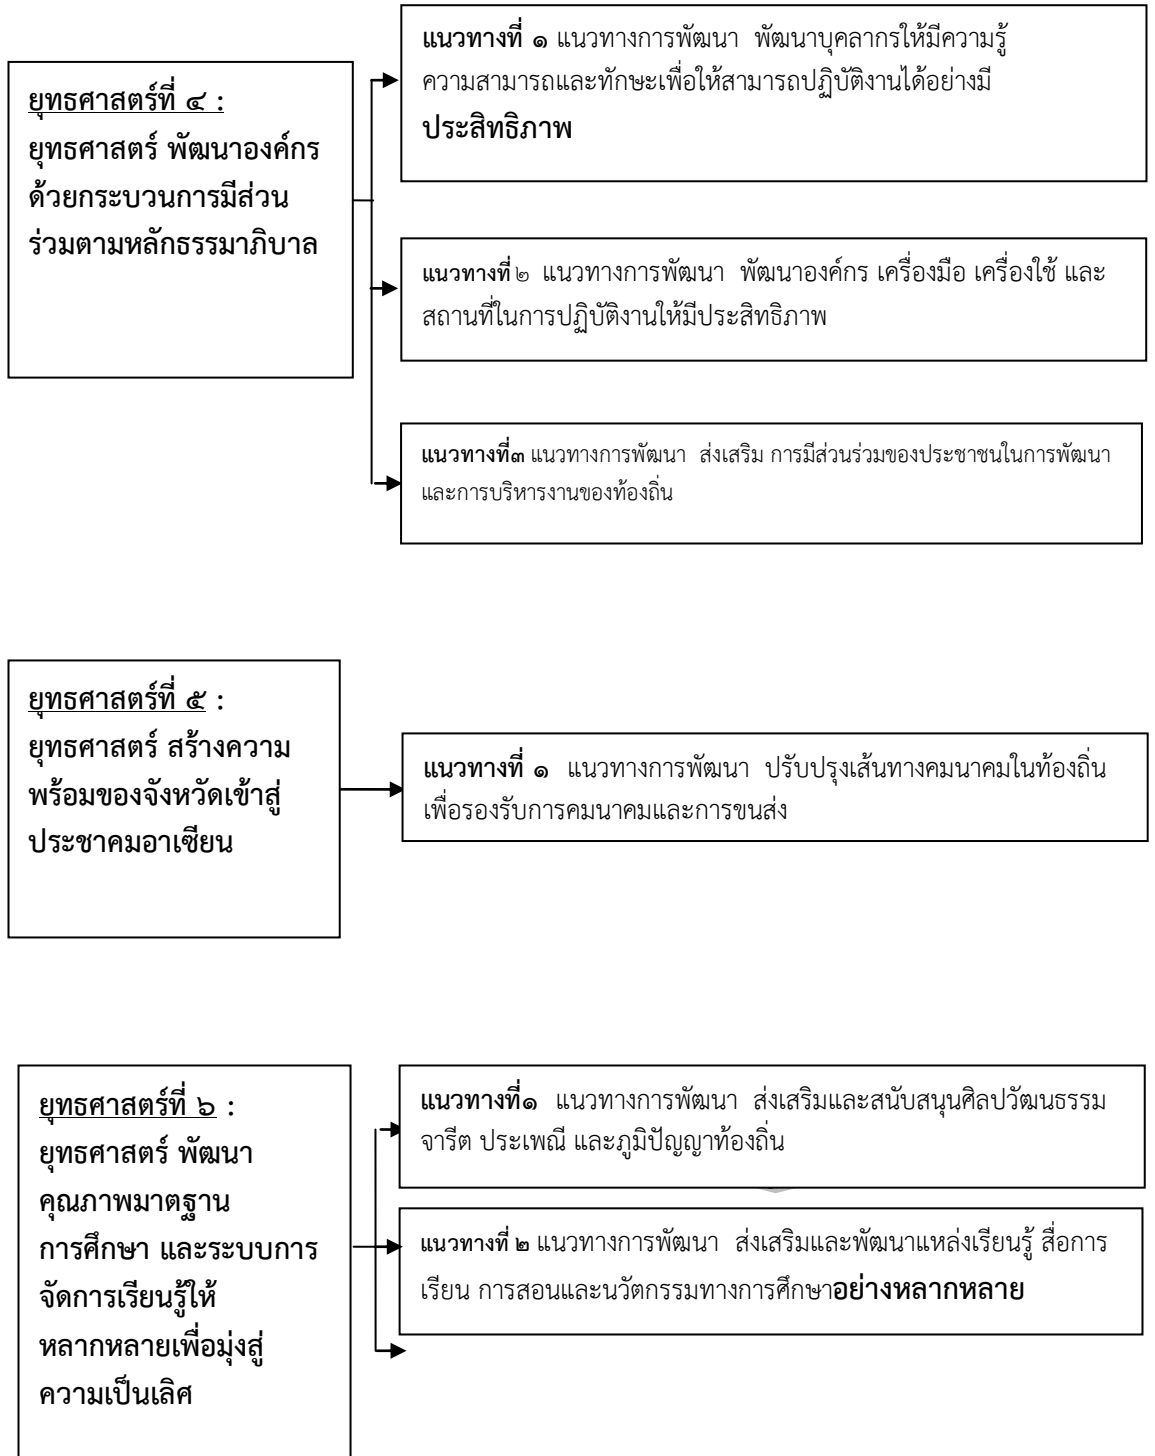 ยุทธศาสตร์ที่ ๔ :
ยุทธศาสตร์ พัฒนาองค์กร
ด้วยกระบวนการมีส่วน
ร่วมตามหลักธรรมาภิบาล
แนวทางที่ ๑ แนวทางการพัฒนา พัฒนาบุคลากรให้มีความรู้
ความสามารถและทักษะเพื่อให้สามารถปฏิบัติงานได้อย่างมี
ประสิทธิภาพ
แนวทางที่ ๒ แนวทางการพัฒนา พัฒนาองค์กร เครื่องมือ เครื่องใช้ และ
สถานที่ในการปฏิบัติงานให้มีประสิทธิภาพ
แนวทางที่๓ แนวทางการพัฒนา ส่งเสริม การมีส่วนร่วมของประชาชนในการพัฒนา
และการบริหารงานของท้องถิ่น
ยุทธศาสตร์ที่ ๕ :
ยุทธศาสตร์ สร้างความ
พร้อมของจังหวัดเข้าสู่
ประชาคมอาเซียน
แนวทางที่ ๑ แนวทางการพัฒนา ปรับปรุงเส้นทางคมนาคมในท้องถิ่น
เพื่อรองรับการคมนาคมและการขนส่ง
ยุทธศาสตร์ที่ ๖ :
ยุทธศาสตร์ พัฒนา
คุณภาพมาตฐาน
การศึกษา และระบบการ
จัดการเรียนรู้ให้
หลากหลายเพื่อมุ่งสู่
ความเป็นเลิศ
แนวทางที่๑ แนวทางการพัฒนา ส่งเสริมและสนับสนุนศิลปวัฒนธรรม
จารีต ประเพณี และภูมิปัญญาท้องถิ่น
แนวทางที่ ๒ แนวทางการพัฒนา ส่งเสริมและพัฒนาแหล่งเรียนรู้ สื่อการ
เรียน การสอนและนวัตกรรมทางการศึกษาอย่างหลากหลาย